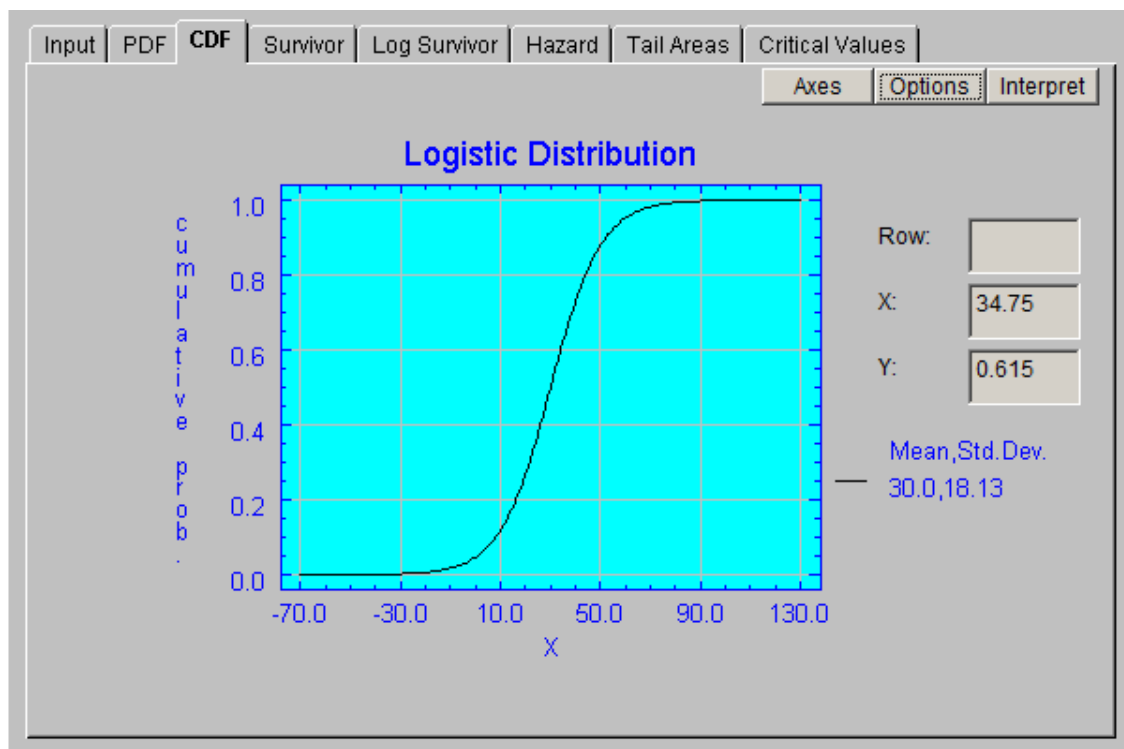 Input PDF CDF Survivor Log Survivor Hazard Tail Areas Critical Values
Axes Options Interpret
Logistic Distribution
cumulative prob.
1.0
0.8
0.6
0.4
0.2
0.0
-70.0 -30.0 10.0 50.0 90.0 130.0
X
Row:
X: 34.75
Y: 0.615
Mean,Std.Dev.
30.0,18.13